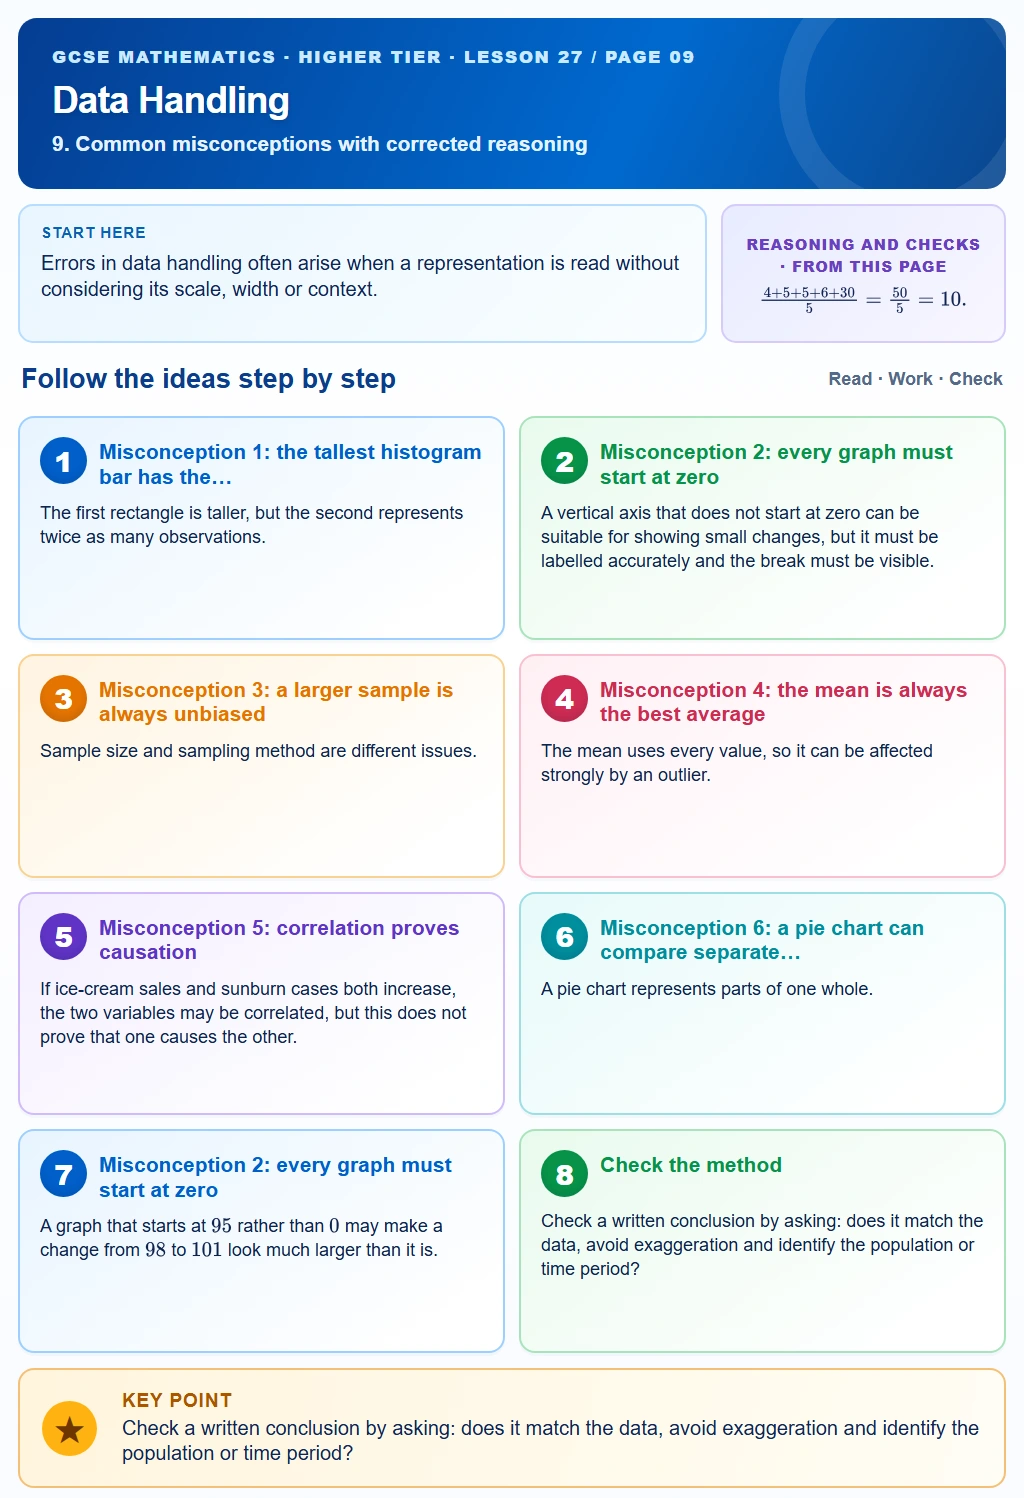 GCSE MATHEMATICS · HIGHER TIER · LESSON 27 / PAGE 09
Data Handling
9. Common misconceptions with corrected reasoning
START HERE
Errors in data handling often arise when a representation is read without
considering its scale, width or context.
REASONING AND CHECKS
· FROM THIS PAGE
\frac{4+5+5+6+30}{5} = \frac{50}{5} = 10.
Follow the ideas step by step
Read · Work · Check
1
Misconception 1: the tallest histogram
bar has the…
The first rectangle is taller, but the second represents
twice as many observations.
2
Misconception 2: every graph must
start at zero
A vertical axis that does not start at zero can be
suitable for showing small changes, but it must be
labelled accurately and the break must be visible.
3
Misconception 3: a larger sample is
always unbiased
Sample size and sampling method are different issues.
4
Misconception 4: the mean is always
the best average
The mean uses every value, so it can be affected
strongly by an outlier.
5
Misconception 5: correlation proves
causation
If ice-cream sales and sunburn cases both increase,
the two variables may be correlated, but this does not
prove that one causes the other.
6
Misconception 6: a pie chart can
compare separate…
A pie chart represents parts of one whole.
7
Misconception 2: every graph must
start at zero
A graph that starts at 95 rather than 0 may make a
change from 98 to 101 look much larger than it is.
8
Check the method
Check a written conclusion by asking: does it match the
data, avoid exaggeration and identify the population or
time period?
KEY POINT
Check a written conclusion by asking: does it match the data, avoid exaggeration and identify the
population or time period?